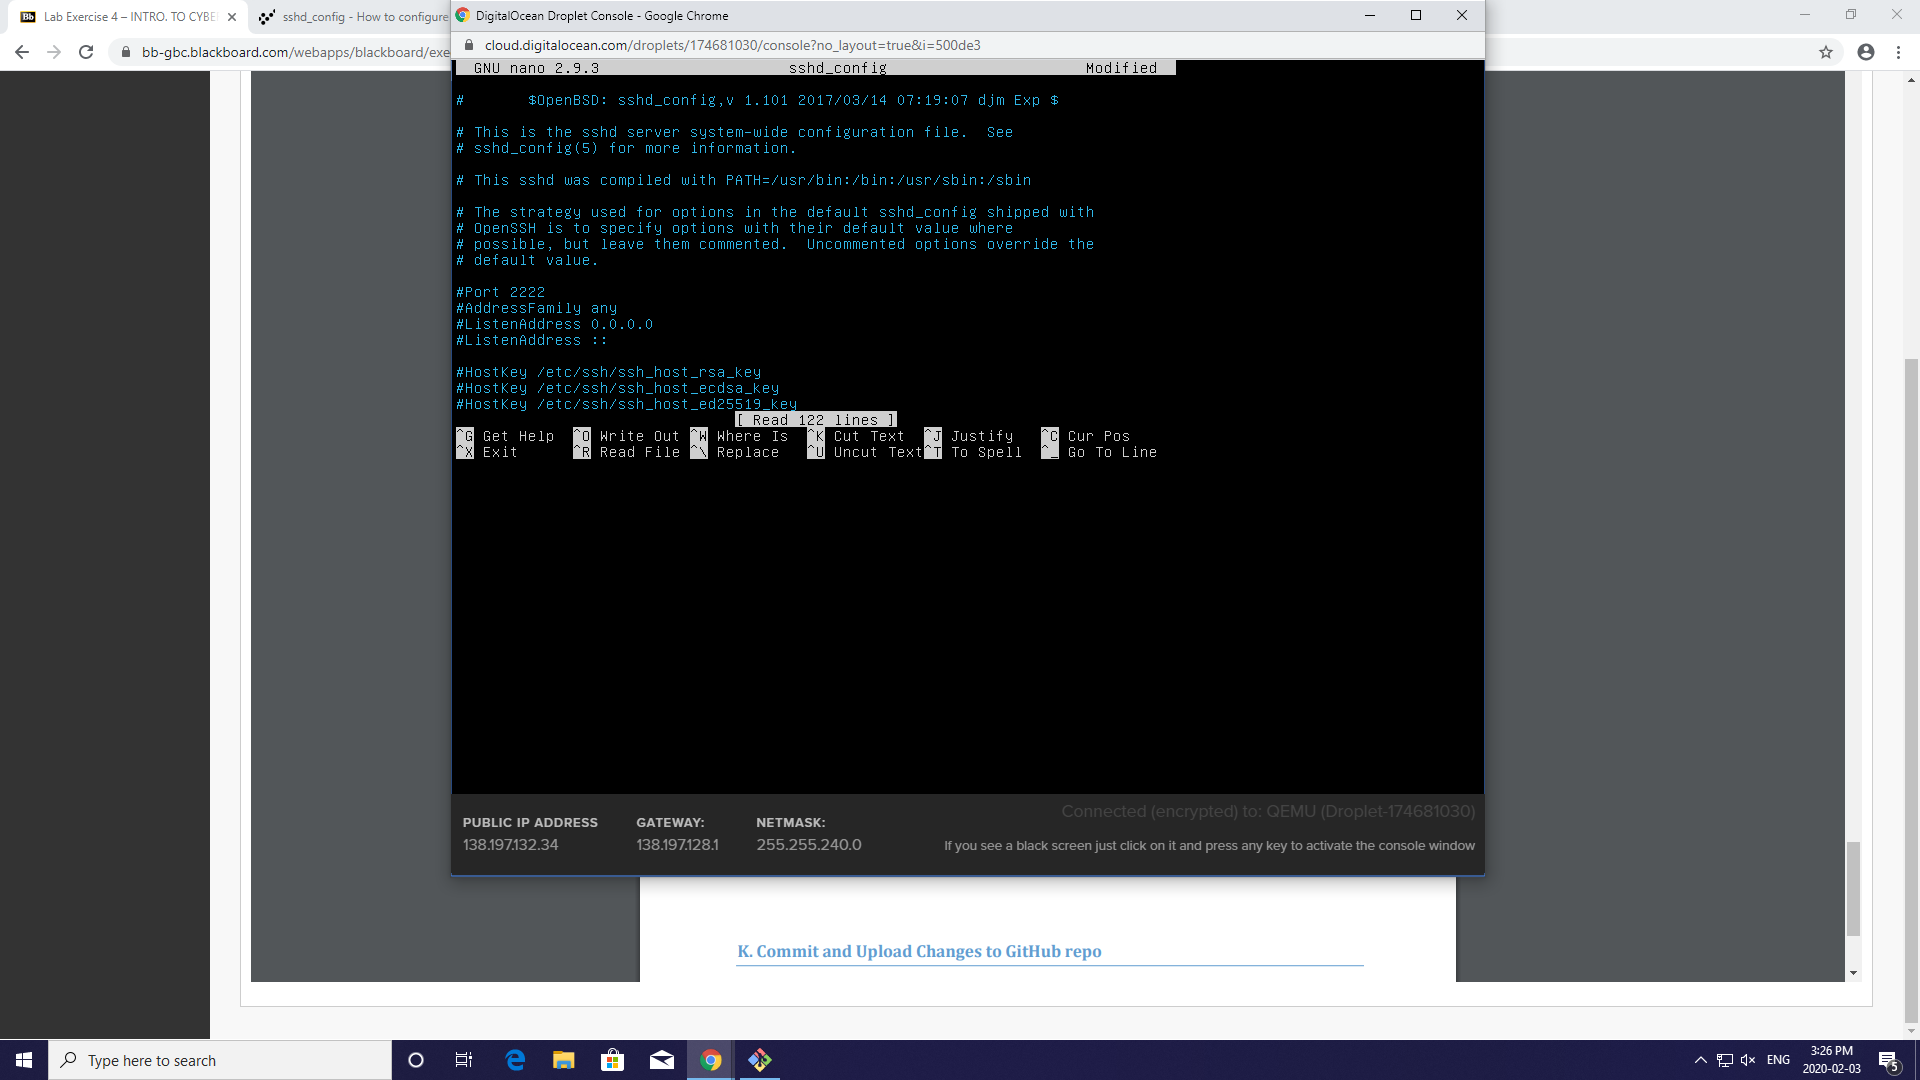 Lab Exercise 4 – INTRO. TO CYBE
sshd_config - How to configure
DigitalOcean Droplet Console - Google Chrome
bb-gbc.blackboard.com/webapps/blackboard/exe
cloud.digitalocean.com/droplets/174681030/console?no_layout=true&i=500de3
GNU nano 2.9.3 sshd_config Modified
# $OpenBSD: sshd_config,v 1.101 2017/03/14 07:19:07 djm Exp $
# This is the sshd server system-wide configuration file. See
# sshd_config(5) for more information.
# This sshd was compiled with PATH=/usr/bin:/bin:/usr/sbin:/sbin
# The strategy used for options in the default sshd_config shipped with
# OpenSSH is to specify options with their default value where
# possible, but leave them commented. Uncommented options override the
# default value.
#Port 2222
#AddressFamily any
#ListenAddress 0.0.0.0
#ListenAddress ::
#HostKey /etc/ssh/ssh_host_rsa_key
#HostKey /etc/ssh/ssh_host_ecdsa_key
#HostKey /etc/ssh/ssh_host_ed25519_key
[ Read 122 lines ]
^G Get Help ^O Write Out ^W Where Is ^K Cut Text ^J Justify ^C Cur Pos
^X Exit ^R Read File ^\ Replace ^U Uncut Text ^T To Spell ^_ Go To Line
Connected (encrypted) to: QEMU (Droplet-174681030)
PUBLIC IP ADDRESS GATEWAY: NETMASK:
138.197.132.34 138.197.128.1 255.255.240.0
If you see a black screen just click on it and press any key to activate the console window
K. Commit and Upload Changes to GitHub repo
Type here to search
ENG
3:26 PM
2020-02-03
5